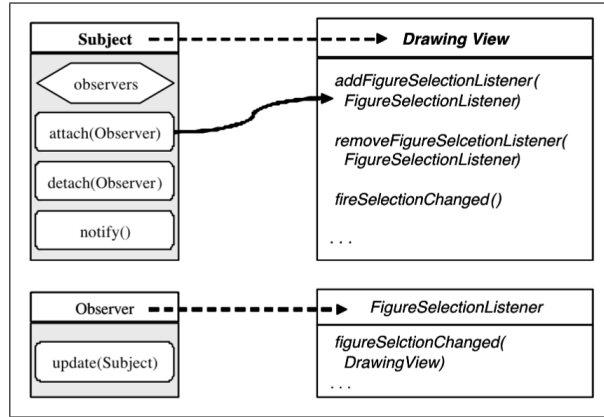 Subject
observers
attach(Observer)
detach(Observer)
notify()
Drawing View
addFigureSelectionListener(
FigureSelectionListener)
removeFigureSelcetionListener(
FigureSelectionListener)
fireSelectionChanged()
. . .
Observer
update(Subject)
FigureSelectionListener
figureSelctionChanged(
DrawingView)
. . .